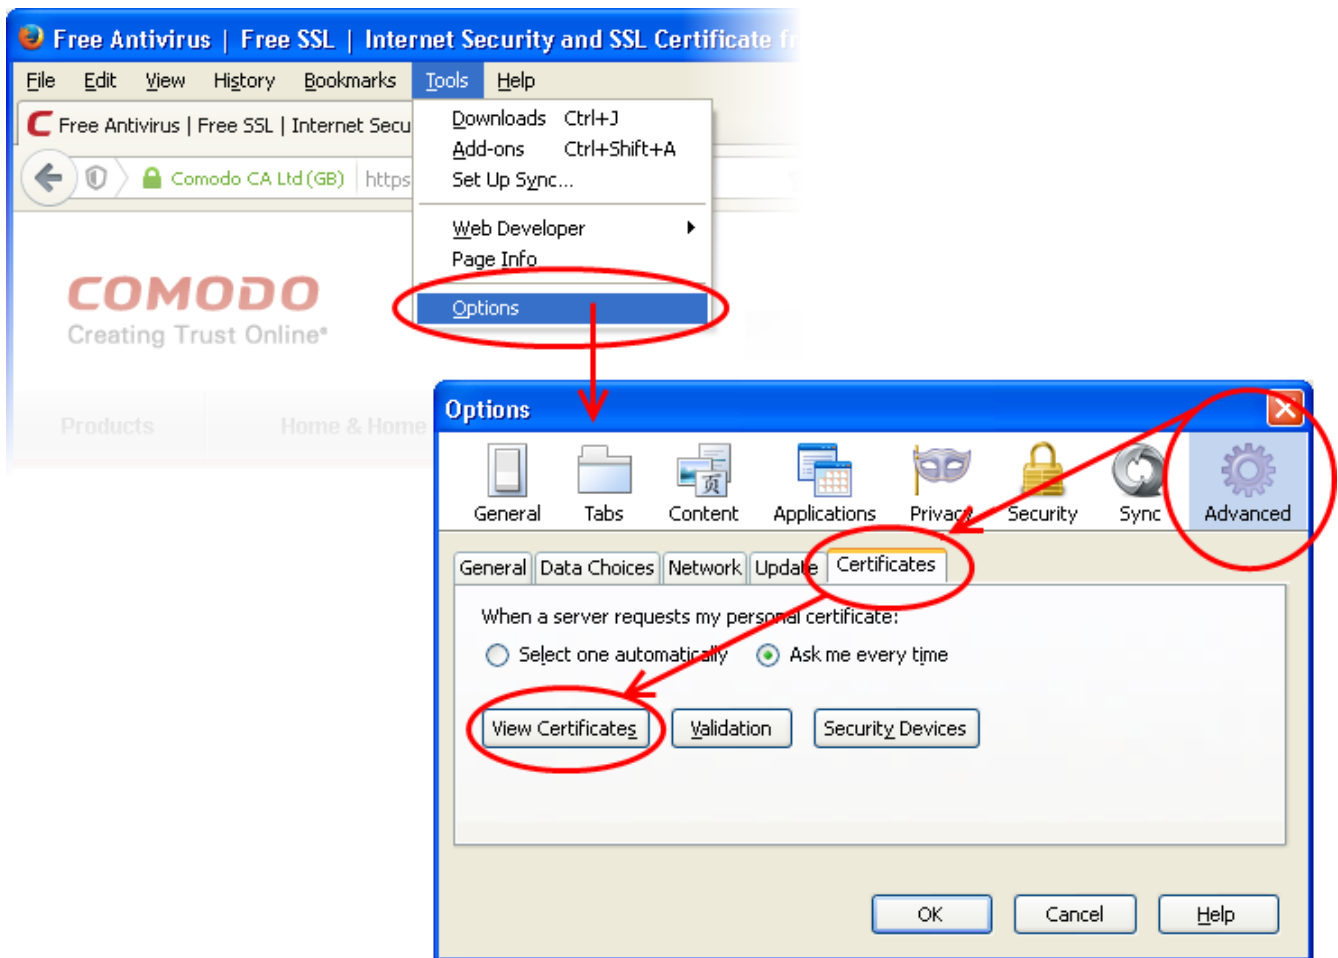 Free Antivirus | Free SSL | Internet Security and SSL Certificate fr
File Edit View History Bookmarks Tools Help
Free Antivirus | Free SSL | Internet Secu
Downloads Ctrl+J
Add-ons Ctrl+Shift+A
Comodo CA Ltd (GB) https
Set Up Sync...
Web Developer
Page Info
Options
COMODO
Creating Trust Online®
Products Home & Home
Options
页
General Tabs Content Applications Privacy Security Sync Advanced
General Data Choices Network Update Certificates
When a server requests my personal certificate:
Select one automatically Ask me every time
View Certificates Validation Security Devices
OK Cancel Help